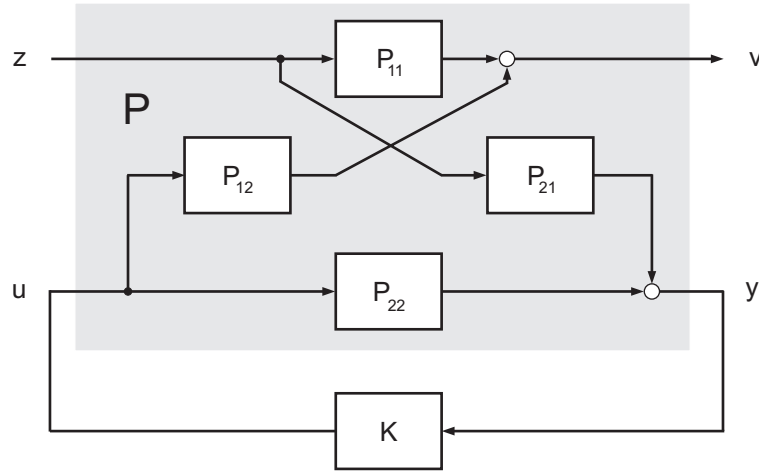 z P₁₁ v
P
P₁₂ P₂₁
u P₂₂ y
K